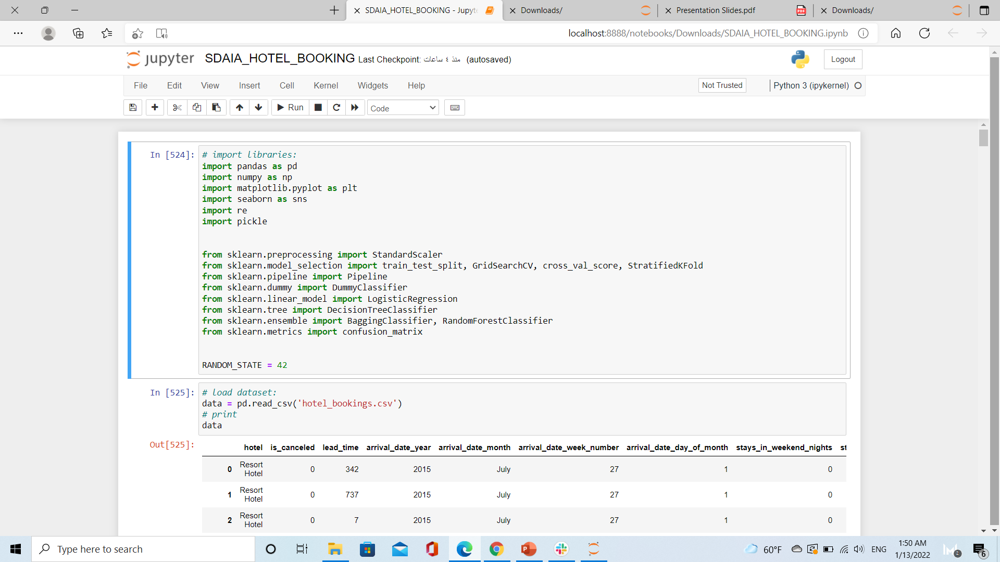 SDAIA_HOTEL_BOOKING - Jupyte
Downloads/
Presentation Slides.pdf
PDF
Downloads/
localhost:8888/notebooks/Downloads/SDAIA_HOTEL_BOOKING.ipynb
jupyter SDAIA_HOTEL_BOOKING Last Checkpoint: منذ ٤ ساعات (autosaved)
Logout
File Edit View Insert Cell Kernel Widgets Help
Not Trusted
Python 3 (ipykernel)
Run
Code
In [524]:
# import libraries:
import pandas as pd
import numpy as np
import matplotlib.pyplot as plt
import seaborn as sns
import re
import pickle
from sklearn.preprocessing import StandardScaler
from sklearn.model_selection import train_test_split, GridSearchCV, cross_val_score, StratifiedKFold
from sklearn.pipeline import Pipeline
from sklearn.dummy import DummyClassifier
from sklearn.linear_model import LogisticRegression
from sklearn.tree import DecisionTreeClassifier
from sklearn.ensemble import BaggingClassifier, RandomForestClassifier
from sklearn.metrics import confusion_matrix
RANDOM_STATE = 42
In [525]:
# load dataset:
data = pd.read_csv('hotel_bookings.csv')
# print
data
Out[525]:
hotel is_canceled lead_time arrival_date_year arrival_date_month arrival_date_week_number arrival_date_day_of_month stays_in_weekend_nights st
0 Resort Hotel 0 342 2015 July 27 1 0
1 Resort Hotel 0 737 2015 July 27 1 0
2 Resort Hotel 0 7 2015 July 27 1 0
Type here to search
60°F
ENG
1:50 AM
1/13/2022
2
6